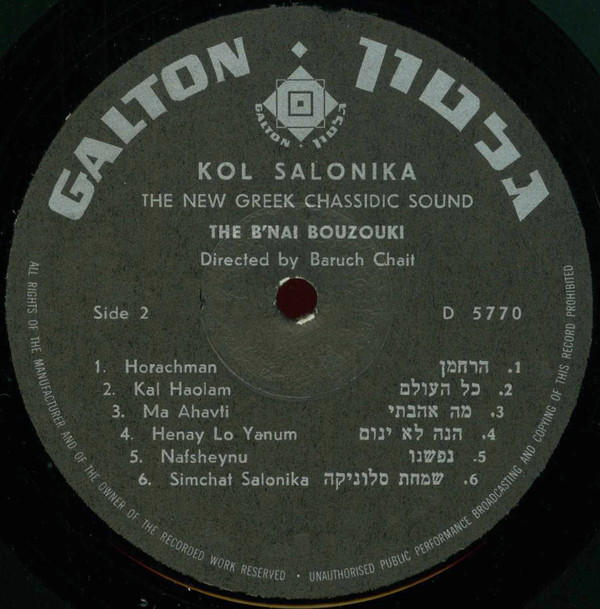 GALTON גלטון
GALTON גלטון
KOL SALONIKA
THE NEW GREEK CHASSIDIC SOUND
THE B'NAI BOUZOUKI
Directed by Baruch Chait
Side 2 D 5770
1. Horachman 1. הרחמן
2. Kal Haolam 2. כל העולם
3. Ma Ahavti 3. מה אהבתי
4. Henay Lo Yanum 4. הנה לא ינום
5. Nafsheynu 5. נפשנו
6. Simchat Salonika 6. שמחת סלוניקה
ALL RIGHTS OF THE MANUFACTURER AND OF THE OWNER OF THE RECORDED WORK RESERVED • UNAUTHORISED PUBLIC PERFORMANCE BROADCASTING AND COPYING OF THIS RECORD PROHIBITED